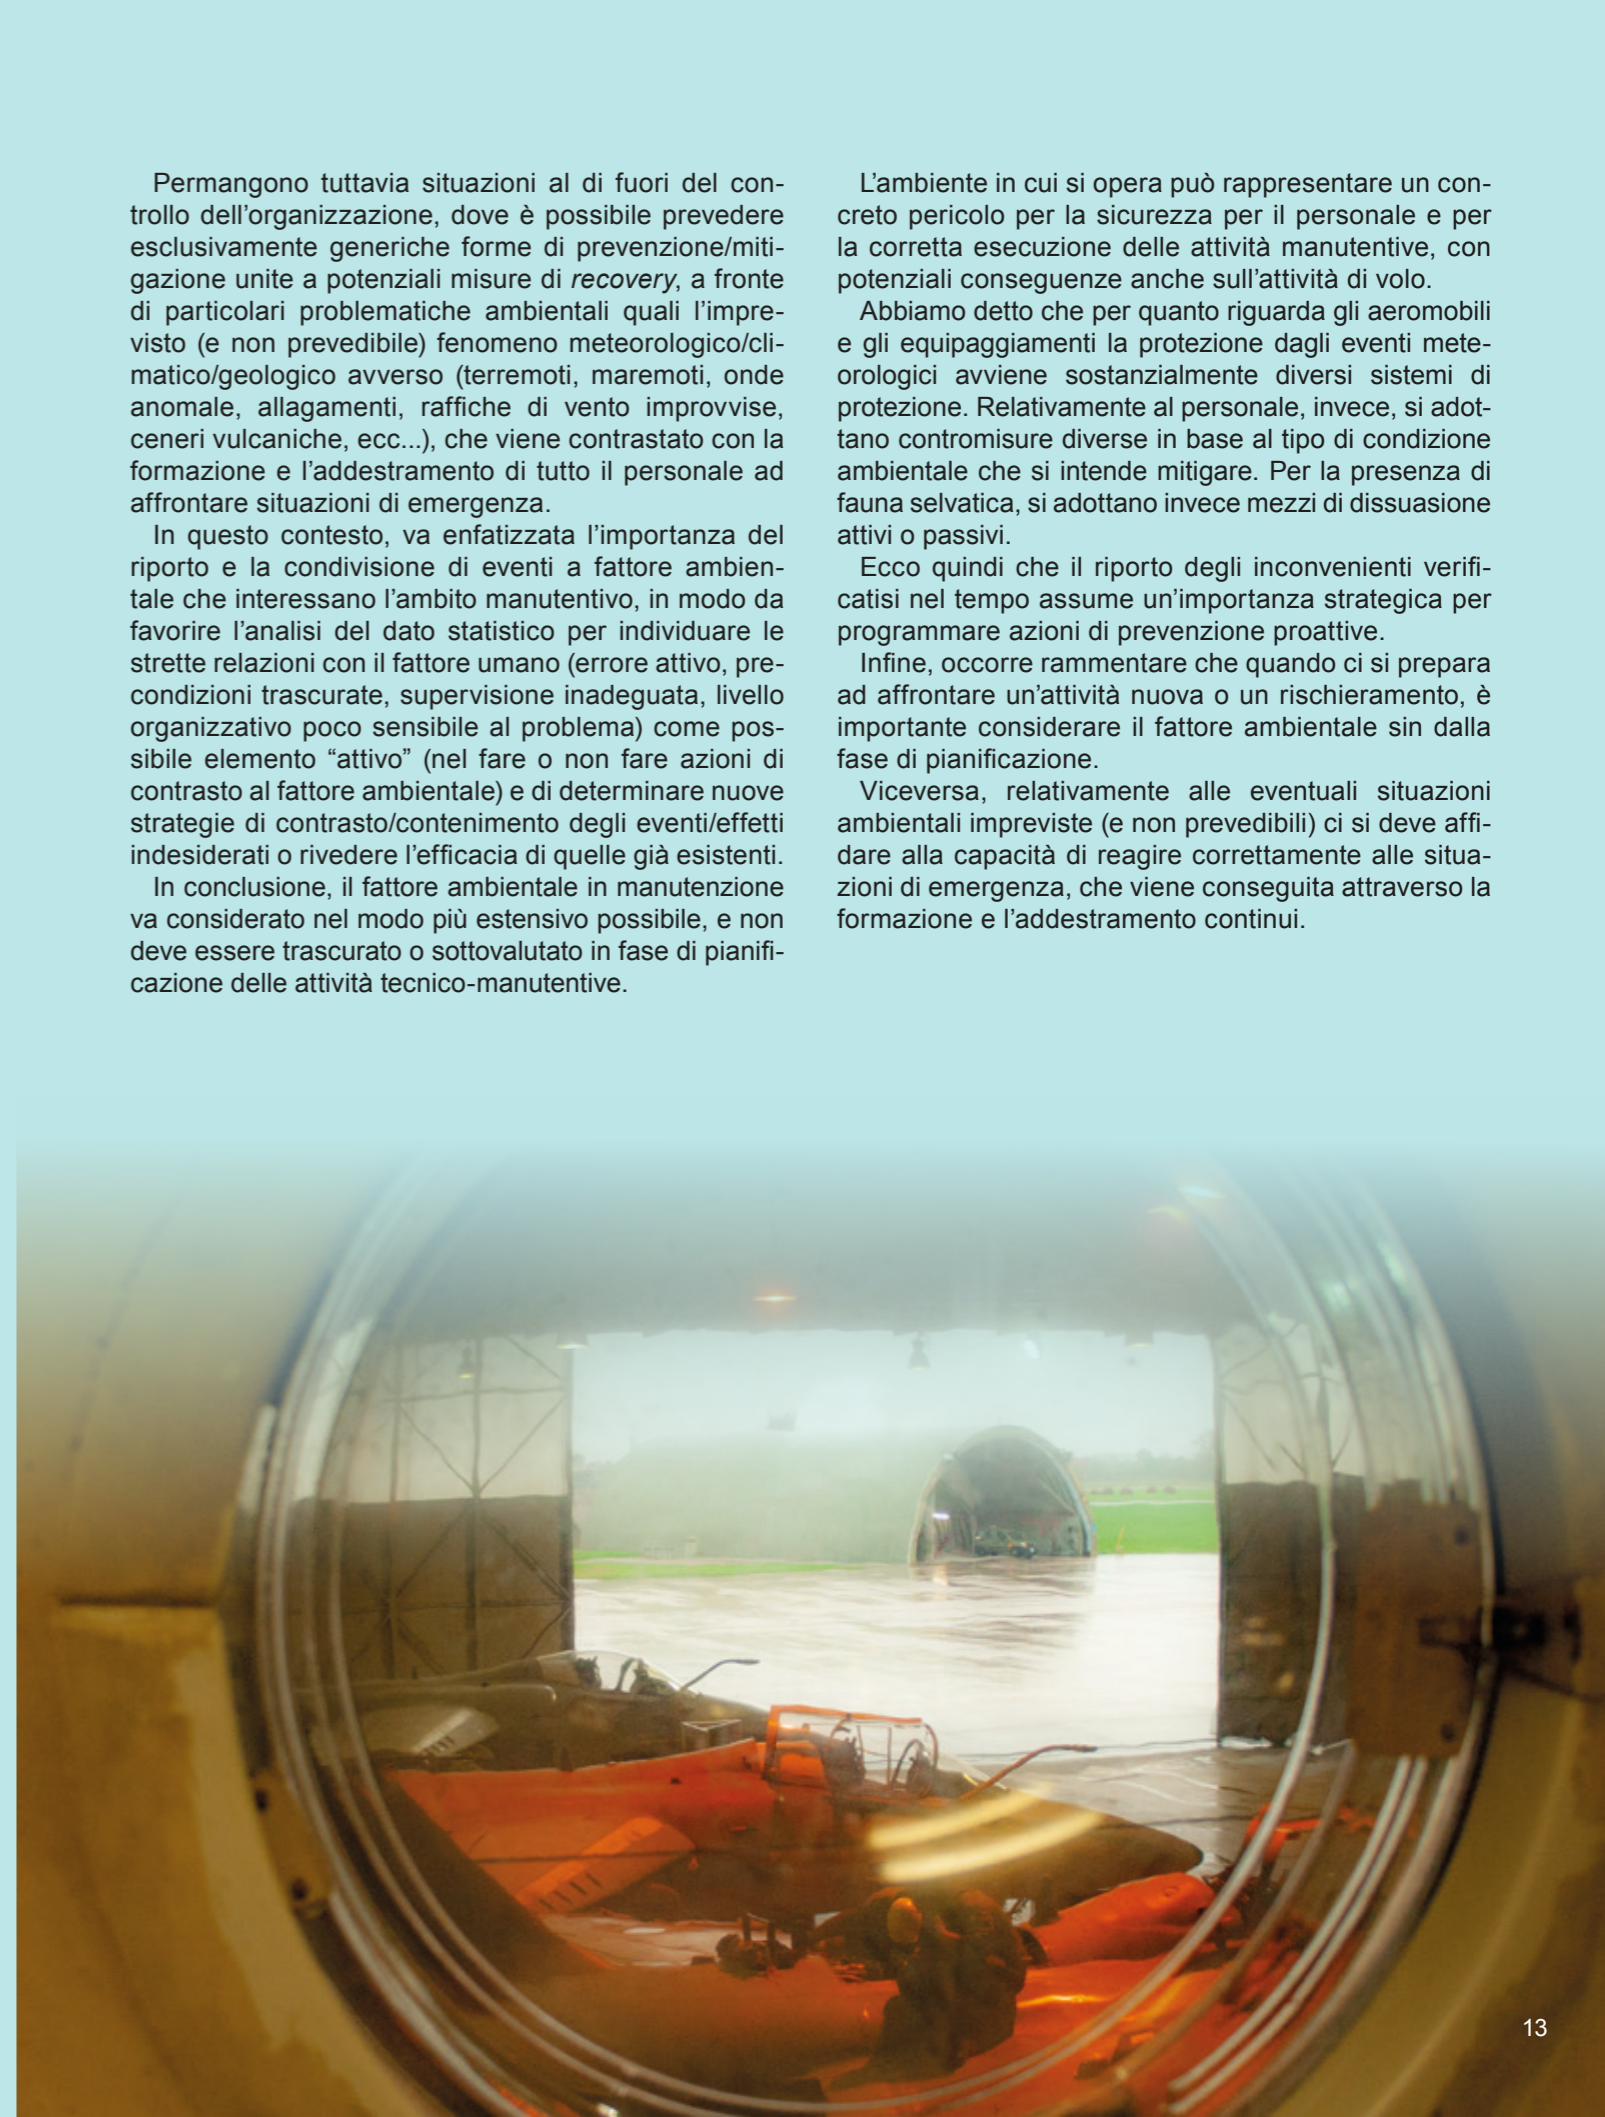 Permangono tuttavia situazioni al di fuori del con-
trollo dell’organizzazione, dove è possibile prevedere
esclusivamente generiche forme di prevenzione/miti-
gazione unite a potenziali misure di recovery, a fronte
di particolari problematiche ambientali quali l’impre-
visto (e non prevedibile) fenomeno meteorologico/cli-
matico/geologico avverso (terremoti, maremoti, onde
anomale, allagamenti, raffiche di vento improvvise,
ceneri vulcaniche, ecc...), che viene contrastato con la
formazione e l’addestramento di tutto il personale ad
affrontare situazioni di emergenza.
In questo contesto, va enfatizzata l’importanza del
riporto e la condivisione di eventi a fattore ambien-
tale che interessano l’ambito manutentivo, in modo da
favorire l’analisi del dato statistico per individuare le
strette relazioni con il fattore umano (errore attivo, pre-
condizioni trascurate, supervisione inadeguata, livello
organizzativo poco sensibile al problema) come pos-
sibile elemento “attivo” (nel fare o non fare azioni di
contrasto al fattore ambientale) e di determinare nuove
strategie di contrasto/contenimento degli eventi/effetti
indesiderati o rivedere l’efficacia di quelle già esistenti.
In conclusione, il fattore ambientale in manutenzione
va considerato nel modo più estensivo possibile, e non
deve essere trascurato o sottovalutato in fase di pianifi-
cazione delle attività tecnico-manutentive.
L’ambiente in cui si opera può rappresentare un con-
creto pericolo per la sicurezza per il personale e per
la corretta esecuzione delle attività manutentive, con
potenziali conseguenze anche sull’attività di volo.
Abbiamo detto che per quanto riguarda gli aeromobili
e gli equipaggiamenti la protezione dagli eventi mete-
orologici avviene sostanzialmente diversi sistemi di
protezione. Relativamente al personale, invece, si adot-
tano contromisure diverse in base al tipo di condizione
ambientale che si intende mitigare. Per la presenza di
fauna selvatica, si adottano invece mezzi di dissuasione
attivi o passivi.
Ecco quindi che il riporto degli inconvenienti verifi-
catisi nel tempo assume un’importanza strategica per
programmare azioni di prevenzione proattive.
Infine, occorre rammentare che quando ci si prepara
ad affrontare un’attività nuova o un rischieramento, è
importante considerare il fattore ambientale sin dalla
fase di pianificazione.
Viceversa, relativamente alle eventuali situazioni
ambientali impreviste (e non prevedibili) ci si deve affi-
dare alla capacità di reagire correttamente alle situa-
zioni di emergenza, che viene conseguita attraverso la
formazione e l’addestramento continui.
13